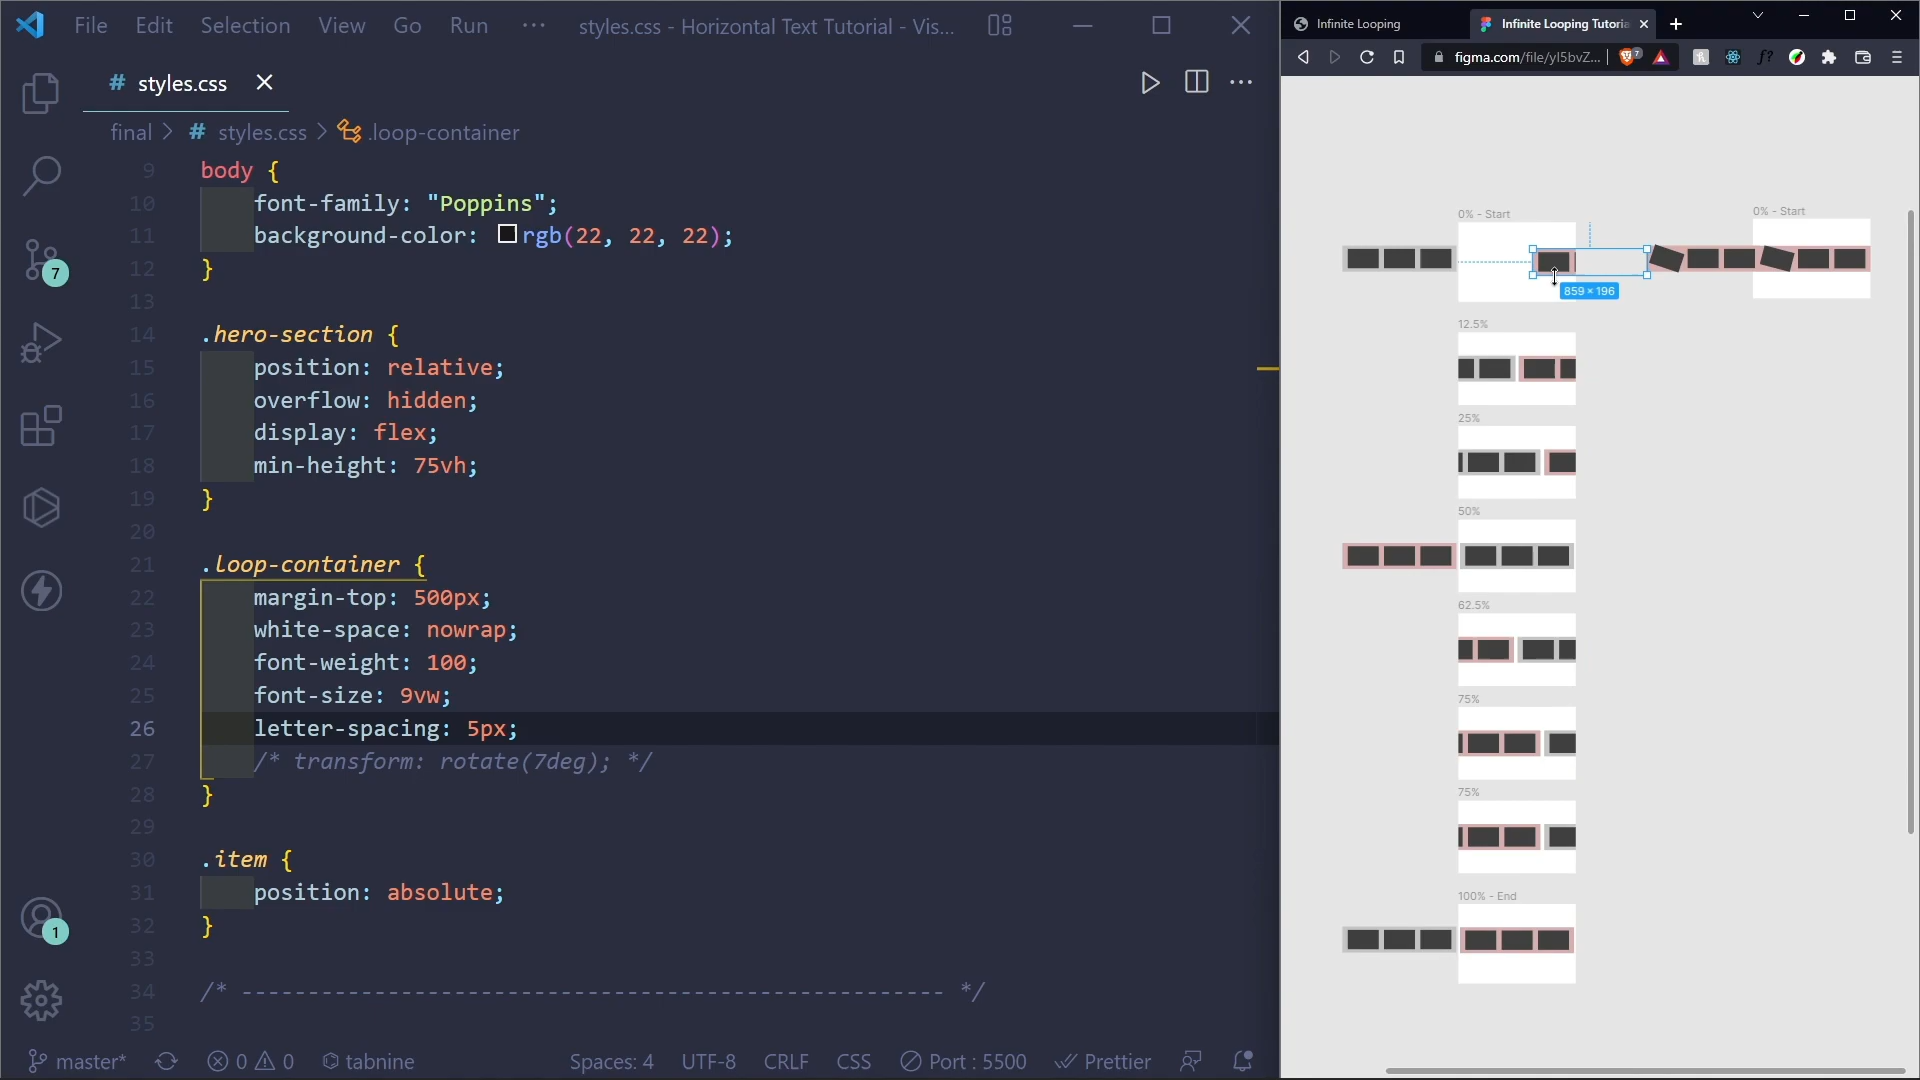 File Edit Selection View Go Run ··· styles.css - Horizontal Text Tutorial - Vis...
# styles.css
final > # styles.css > .loop-container
9 body {
10 font-family: "Poppins";
11 background-color: rgb(22, 22, 22);
12 }
13
14 .hero-section {
15 position: relative;
16 overflow: hidden;
17 display: flex;
18 min-height: 75vh;
19 }
20
21 .loop-container {
22 margin-top: 500px;
23 white-space: nowrap;
24 font-weight: 100;
25 font-size: 9vw;
26 letter-spacing: 5px;
27 /* transform: rotate(7deg); */
28 }
29
30 .item {
31 position: absolute;
32 }
33
34 /* ----------------------------------------------------- */
35
7
1
master* 0 0 tabnine Spaces: 4 UTF-8 CRLF CSS Port : 5500 Prettier
Infinite Looping
Infinite Looping Tutoria
figma.com/file/yl5bvZ...
7
f?
0% - Start
0% - Start
859 × 196
12.5%
25%
50%
62.5%
75%
75%
100% - End